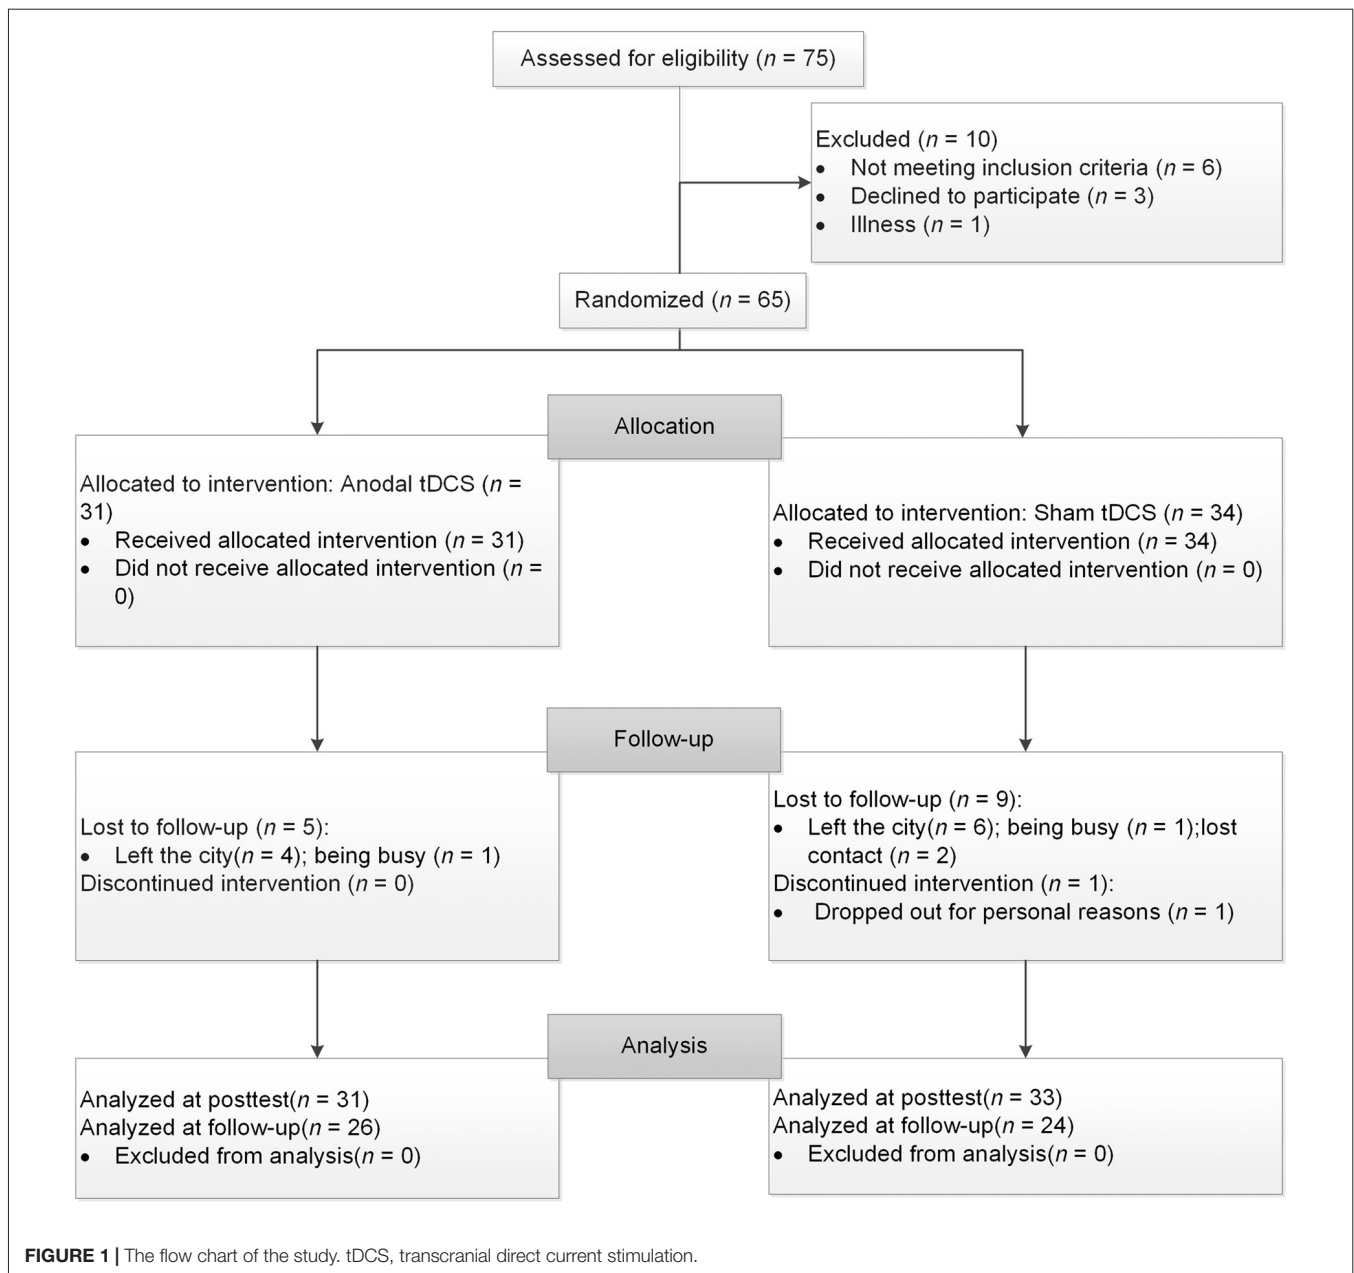 Assessed for eligibility (n = 75)
Excluded (n = 10)
• Not meeting inclusion criteria (n = 6)
• Declined to participate (n = 3)
• Illness (n = 1)
Randomized (n = 65)
Allocation
Allocated to intervention: Anodal tDCS (n =
31)
• Received allocated intervention (n = 31)
• Did not receive allocated intervention (n =
0)
Allocated to intervention: Sham tDCS (n = 34)
• Received allocated intervention (n = 34)
• Did not receive allocated intervention (n = 0)
Follow-up
Lost to follow-up (n = 5):
• Left the city(n = 4); being busy (n = 1)
Discontinued intervention (n = 0)
Lost to follow-up (n = 9):
• Left the city(n = 6); being busy (n = 1);lost
contact (n = 2)
Discontinued intervention (n = 1):
• Dropped out for personal reasons (n = 1)
Analysis
Analyzed at posttest(n = 31)
Analyzed at follow-up(n = 26)
• Excluded from analysis(n = 0)
Analyzed at posttest(n = 33)
Analyzed at follow-up(n = 24)
• Excluded from analysis(n = 0)
FIGURE 1 | The flow chart of the study. tDCS, transcranial direct current stimulation.